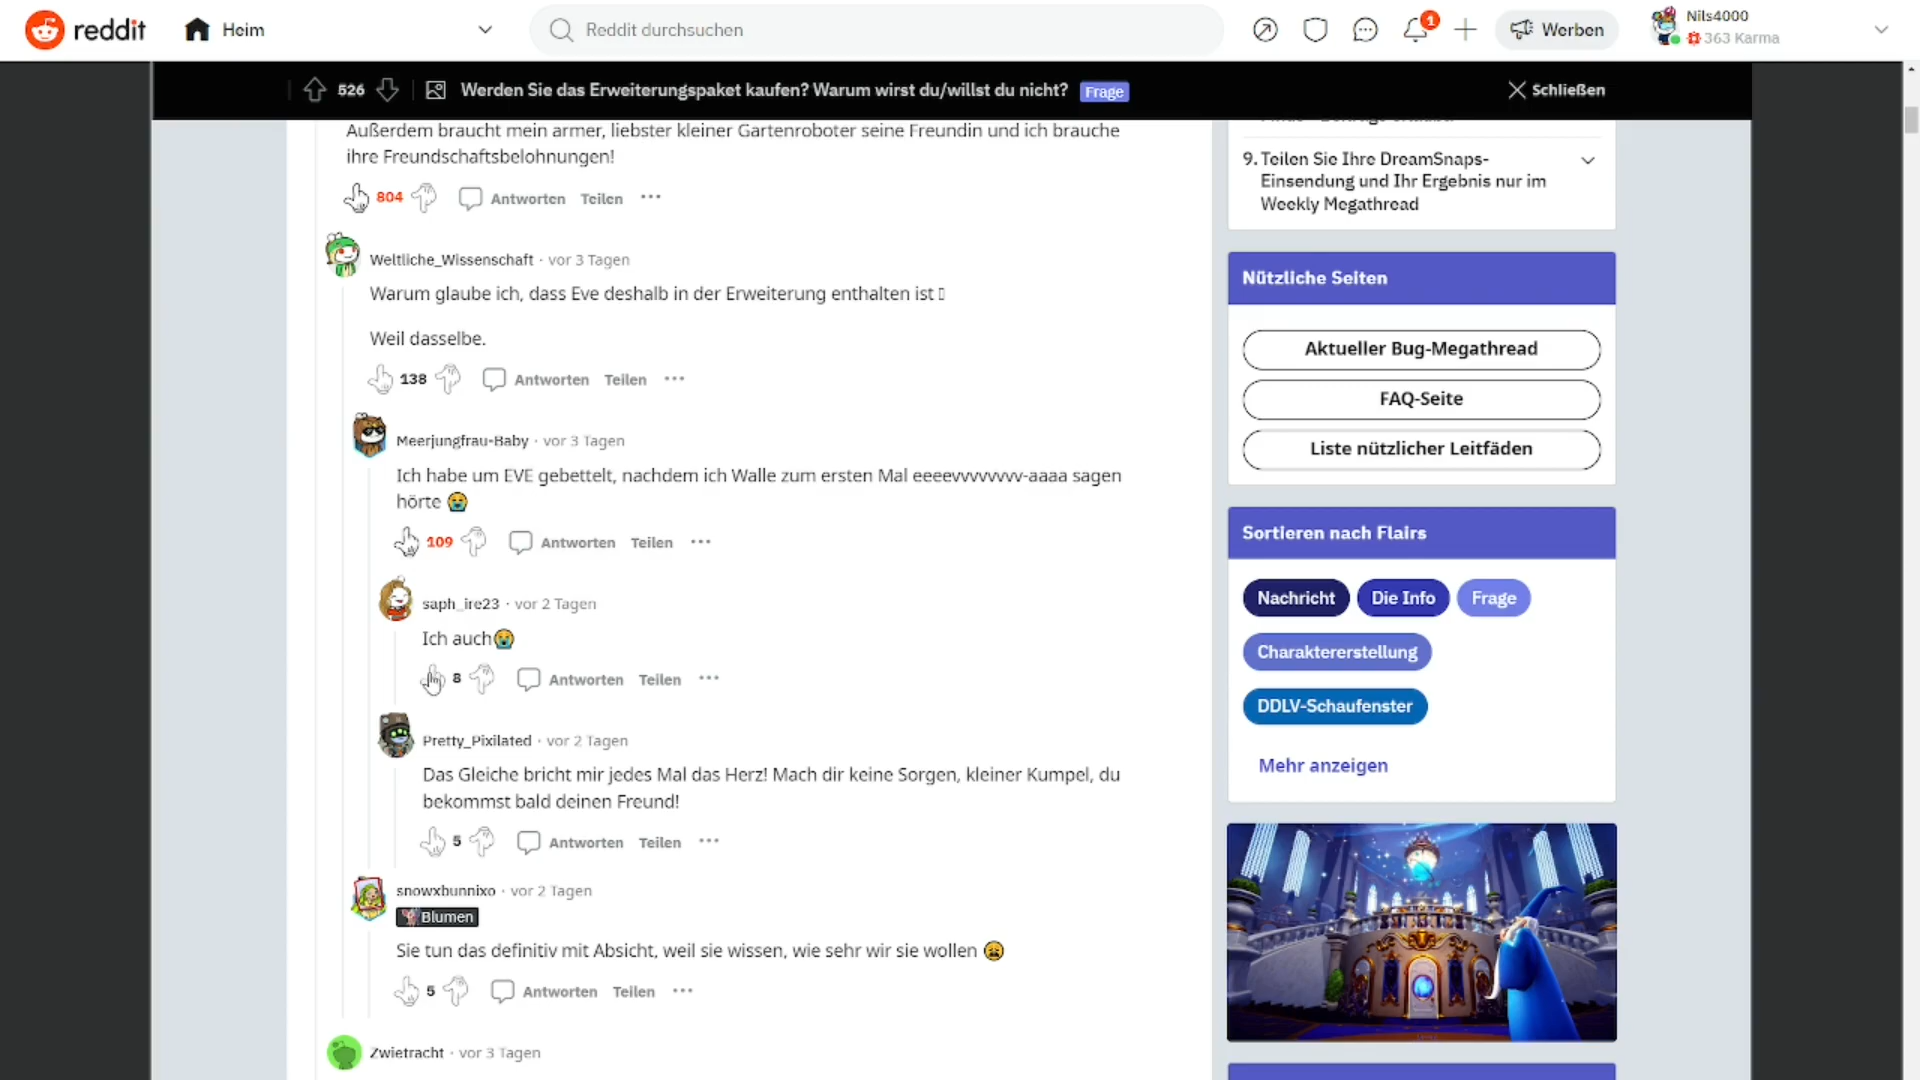 reddit
Heim
Reddit durchsuchen
1
Werben
Nils4000
363 Karma
526
Werden Sie das Erweiterungspaket kaufen? Warum wirst du/willst du nicht?
Frage
Schließen
Außerdem braucht mein armer, liebster kleiner Gartenroboter seine Freundin und ich brauche
ihre Freundschaftsbelohnungen!
804
Antworten Teilen
Weltliche_Wissenschaft · vor 3 Tagen
Warum glaube ich, dass Eve deshalb in der Erweiterung enthalten ist
Weil dasselbe.
138
Antworten Teilen
Meerjungfrau-Baby · vor 3 Tagen
Ich habe um EVE gebettelt, nachdem ich Walle zum ersten Mal eeeevvvvvvvv-aaaa sagen
hörte
109
Antworten Teilen
saph_ire23 · vor 2 Tagen
Ich auch
8
Antworten Teilen
Pretty_Pixilated · vor 2 Tagen
Das Gleiche bricht mir jedes Mal das Herz! Mach dir keine Sorgen, kleiner Kumpel, du
bekommst bald deinen Freund!
5
Antworten Teilen
snowxbunnixo · vor 2 Tagen
Blumen
Sie tun das definitiv mit Absicht, weil sie wissen, wie sehr wir sie wollen
5
Antworten Teilen
Zwietracht · vor 3 Tagen
9. Teilen Sie Ihre DreamSnaps-
Einsendung und Ihr Ergebnis nur im
Weekly Megathread
Nützliche Seiten
Aktueller Bug-Megathread
FAQ-Seite
Liste nützlicher Leitfäden
Sortieren nach Flairs
Nachricht
Die Info
Frage
Charaktererstellung
DDLV-Schaufenster
Mehr anzeigen